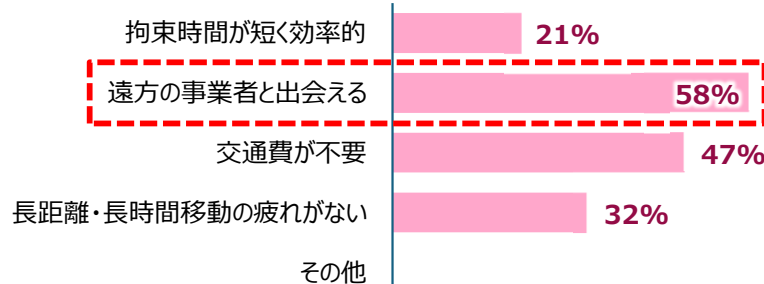 拘束時間が短く効率的 21%
遠方の事業者と出会える 58%
交通費が不要 47%
長距離・長時間移動の疲れがない 32%
その他